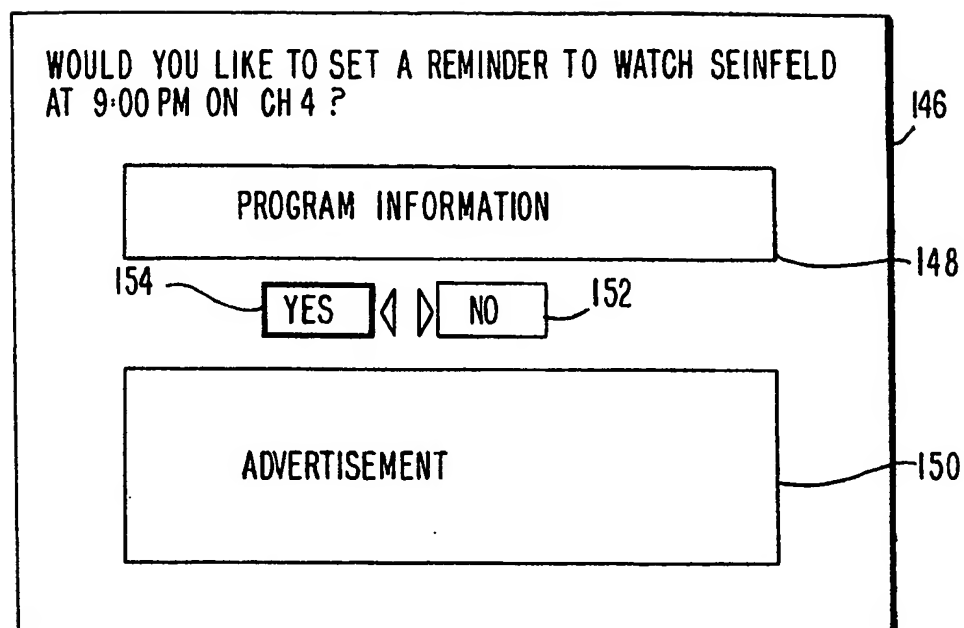 WOULD YOU LIKE TO SET A REMINDER TO WATCH SEINFELD
AT 9:00 PM ON CH 4 ?
146
PROGRAM INFORMATION
148
154
YES
NO
152
ADVERTISEMENT
150